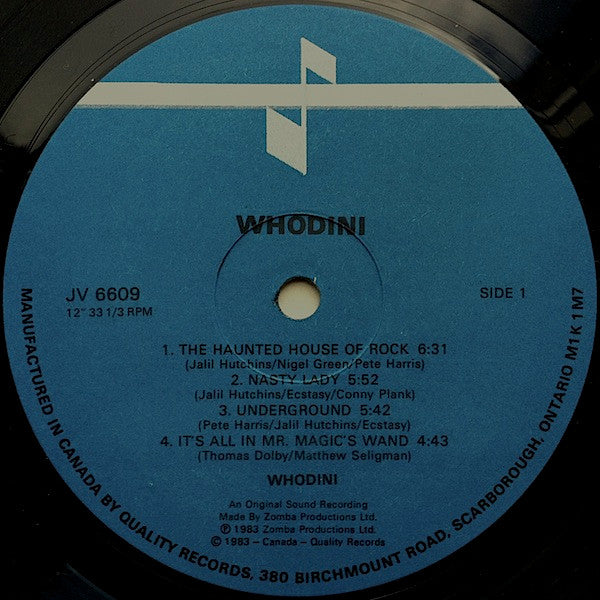 WHODINI
JV 6609
12" 33 1/3 RPM
SIDE 1
1. THE HAUNTED HOUSE OF ROCK 6:31
(Jalil Hutchins/Nigel Green/Pete Harris)
2. NASTY LADY 5:52
(Jalil Hutchins/Ecstasy/Conny Plank)
3. UNDERGROUND 5:42
(Pete Harris/Jalil Hutchins/Ecstasy)
4. IT'S ALL IN MR. MAGIC'S WAND 4:43
(Thomas Dolby/Matthew Seligman)
WHODINI
An Original Sound Recording
Made By Zomba Productions Ltd.
℗ 1983 Zomba Productions Ltd.
© 1983 – Canada – Quality Records
MANUFACTURED IN CANADA BY QUALITY RECORDS, 380 BIRCHMOUNT ROAD, SCARBOROUGH, ONTARIO M1K 1M7